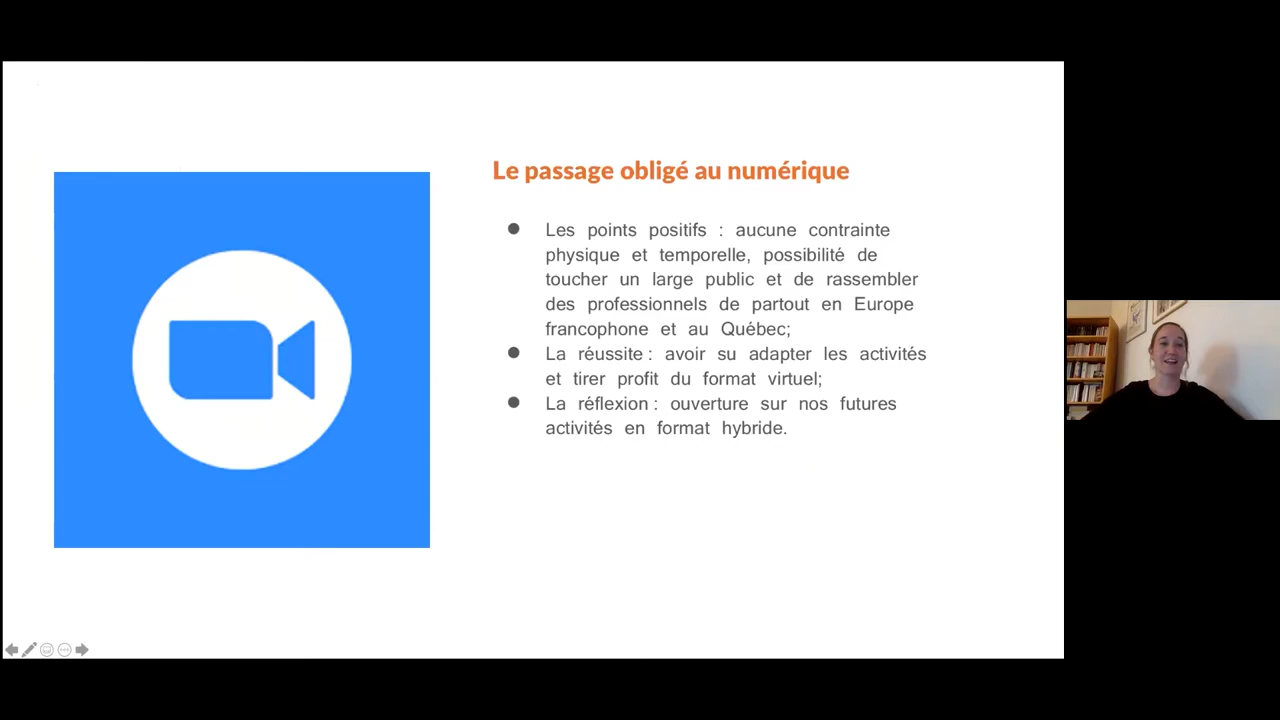 Le passage obligé au numérique
● Les points positifs : aucune contrainte
physique et temporelle, possibilité de
toucher un large public et de rassembler
des professionnels de partout en Europe
francophone et au Québec;
● La réussite : avoir su adapter les activités
et tirer profit du format virtuel;
● La réflexion : ouverture sur nos futures
activités en format hybride.